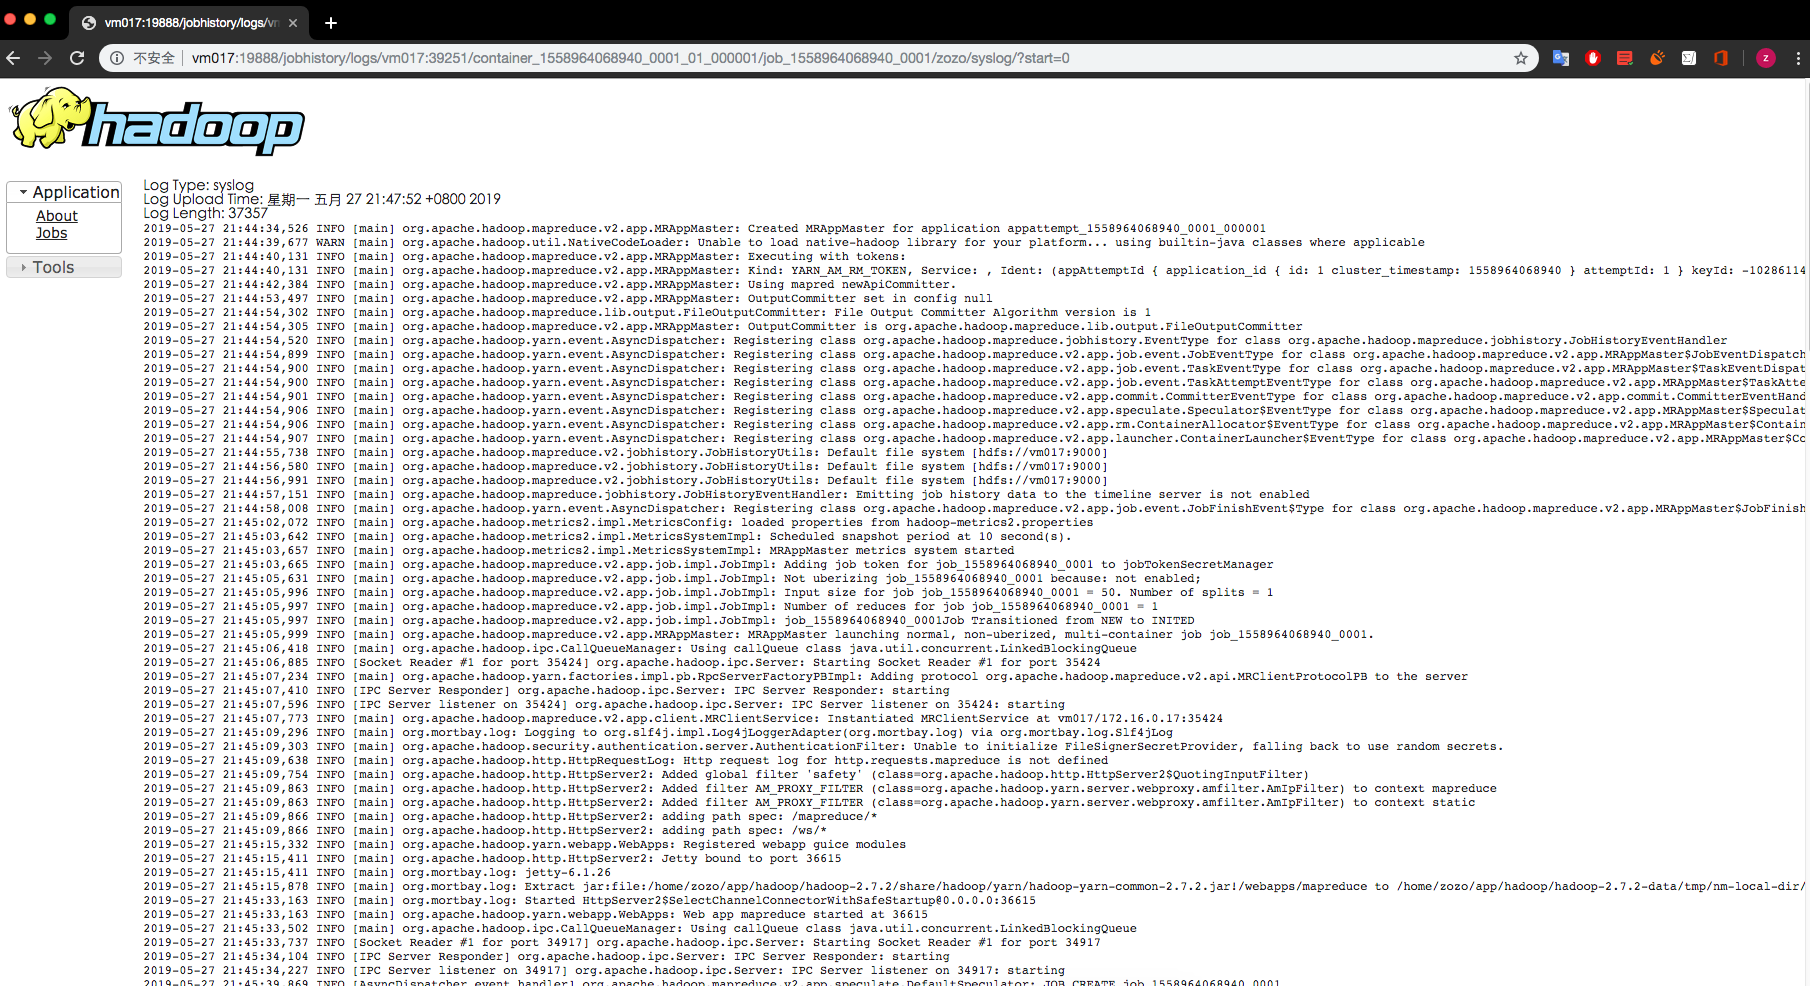 vm017:19888/jobhistory/logs/vm
不安全 vm017:19888/jobhistory/logs/vm017:39251/container_1558964068940_0001_01_000001/job_1558964068940_0001/zozo/syslog/?start=0
z
hadoop
Application
About
Jobs
Tools
Log Type: syslog
Log Upload Time: 星期一 五月 27 21:47:52 +0800 2019
Log Length: 37357
2019-05-27 21:44:34,526 INFO [main] org.apache.hadoop.mapreduce.v2.app.MRAppMaster: Created MRAppMaster for application appattempt_1558964068940_0001_000001
2019-05-27 21:44:39,677 WARN [main] org.apache.hadoop.util.NativeCodeLoader: Unable to load native-hadoop library for your platform... using builtin-java classes where applicable
2019-05-27 21:44:40,131 INFO [main] org.apache.hadoop.mapreduce.v2.app.MRAppMaster: Executing with tokens:
2019-05-27 21:44:40,131 INFO [main] org.apache.hadoop.mapreduce.v2.app.MRAppMaster: Kind: YARN_AM_RM_TOKEN, Service: , Ident: (appAttemptId { application_id { id: 1 cluster_timestamp: 1558964068940 } attemptId: 1 } keyId: -10286114
2019-05-27 21:44:42,384 INFO [main] org.apache.hadoop.mapreduce.v2.app.MRAppMaster: Using mapred newApiCommitter.
2019-05-27 21:44:53,497 INFO [main] org.apache.hadoop.mapreduce.v2.app.MRAppMaster: OutputCommitter set in config null
2019-05-27 21:44:54,302 INFO [main] org.apache.hadoop.mapreduce.lib.output.FileOutputCommitter: File Output Committer Algorithm version is 1
2019-05-27 21:44:54,305 INFO [main] org.apache.hadoop.mapreduce.v2.app.MRAppMaster: OutputCommitter is org.apache.hadoop.mapreduce.lib.output.FileOutputCommitter
2019-05-27 21:44:54,520 INFO [main] org.apache.hadoop.yarn.event.AsyncDispatcher: Registering class org.apache.hadoop.mapreduce.jobhistory.EventType for class org.apache.hadoop.mapreduce.jobhistory.JobHistoryEventHandler
2019-05-27 21:44:54,899 INFO [main] org.apache.hadoop.yarn.event.AsyncDispatcher: Registering class org.apache.hadoop.mapreduce.v2.app.job.event.JobEventType for class org.apache.hadoop.mapreduce.v2.app.MRAppMaster$JobEventDispatch
2019-05-27 21:44:54,900 INFO [main] org.apache.hadoop.yarn.event.AsyncDispatcher: Registering class org.apache.hadoop.mapreduce.v2.app.job.event.TaskEventType for class org.apache.hadoop.mapreduce.v2.app.MRAppMaster$TaskEventDispat
2019-05-27 21:44:54,900 INFO [main] org.apache.hadoop.yarn.event.AsyncDispatcher: Registering class org.apache.hadoop.mapreduce.v2.app.job.event.TaskAttemptEventType for class org.apache.hadoop.mapreduce.v2.app.MRAppMaster$TaskAtte
2019-05-27 21:44:54,901 INFO [main] org.apache.hadoop.yarn.event.AsyncDispatcher: Registering class org.apache.hadoop.mapreduce.v2.app.commit.CommitterEventType for class org.apache.hadoop.mapreduce.v2.app.commit.CommitterEventHand
2019-05-27 21:44:54,906 INFO [main] org.apache.hadoop.yarn.event.AsyncDispatcher: Registering class org.apache.hadoop.mapreduce.v2.app.speculate.Speculator$EventType for class org.apache.hadoop.mapreduce.v2.app.MRAppMaster$Speculat
2019-05-27 21:44:54,906 INFO [main] org.apache.hadoop.yarn.event.AsyncDispatcher: Registering class org.apache.hadoop.mapreduce.v2.app.rm.ContainerAllocator$EventType for class org.apache.hadoop.mapreduce.v2.app.MRAppMaster$Contain
2019-05-27 21:44:54,907 INFO [main] org.apache.hadoop.yarn.event.AsyncDispatcher: Registering class org.apache.hadoop.mapreduce.v2.app.launcher.ContainerLauncher$EventType for class org.apache.hadoop.mapreduce.v2.app.MRAppMaster$Co
2019-05-27 21:44:55,738 INFO [main] org.apache.hadoop.mapreduce.v2.jobhistory.JobHistoryUtils: Default file system [hdfs://vm017:9000]
2019-05-27 21:44:56,580 INFO [main] org.apache.hadoop.mapreduce.v2.jobhistory.JobHistoryUtils: Default file system [hdfs://vm017:9000]
2019-05-27 21:44:56,991 INFO [main] org.apache.hadoop.mapreduce.v2.jobhistory.JobHistoryUtils: Default file system [hdfs://vm017:9000]
2019-05-27 21:44:57,151 INFO [main] org.apache.hadoop.mapreduce.jobhistory.JobHistoryEventHandler: Emitting job history data to the timeline server is not enabled
2019-05-27 21:44:58,008 INFO [main] org.apache.hadoop.yarn.event.AsyncDispatcher: Registering class org.apache.hadoop.mapreduce.v2.app.job.event.JobFinishEvent$Type for class org.apache.hadoop.mapreduce.v2.app.MRAppMaster$JobFinish
2019-05-27 21:45:02,072 INFO [main] org.apache.hadoop.metrics2.impl.MetricsConfig: loaded properties from hadoop-metrics2.properties
2019-05-27 21:45:03,642 INFO [main] org.apache.hadoop.metrics2.impl.MetricsSystemImpl: Scheduled snapshot period at 10 second(s).
2019-05-27 21:45:03,657 INFO [main] org.apache.hadoop.metrics2.impl.MetricsSystemImpl: MRAppMaster metrics system started
2019-05-27 21:45:03,665 INFO [main] org.apache.hadoop.mapreduce.v2.app.job.impl.JobImpl: Adding job token for job_1558964068940_0001 to jobTokenSecretManager
2019-05-27 21:45:05,631 INFO [main] org.apache.hadoop.mapreduce.v2.app.job.impl.JobImpl: Not uberizing job_1558964068940_0001 because: not enabled;
2019-05-27 21:45:05,996 INFO [main] org.apache.hadoop.mapreduce.v2.app.job.impl.JobImpl: Input size for job job_1558964068940_0001 = 50. Number of splits = 1
2019-05-27 21:45:05,997 INFO [main] org.apache.hadoop.mapreduce.v2.app.job.impl.JobImpl: Number of reduces for job job_1558964068940_0001 = 1
2019-05-27 21:45:05,997 INFO [main] org.apache.hadoop.mapreduce.v2.app.job.impl.JobImpl: job_1558964068940_0001Job Transitioned from NEW to INITED
2019-05-27 21:45:05,999 INFO [main] org.apache.hadoop.mapreduce.v2.app.MRAppMaster: MRAppMaster launching normal, non-uberized, multi-container job job_1558964068940_0001.
2019-05-27 21:45:06,418 INFO [main] org.apache.hadoop.ipc.CallQueueManager: Using callQueue class java.util.concurrent.LinkedBlockingQueue
2019-05-27 21:45:06,885 INFO [Socket Reader #1 for port 35424] org.apache.hadoop.ipc.Server: Starting Socket Reader #1 for port 35424
2019-05-27 21:45:07,234 INFO [main] org.apache.hadoop.yarn.factories.impl.pb.RpcServerFactoryPBImpl: Adding protocol org.apache.hadoop.mapreduce.v2.api.MRClientProtocolPB to the server
2019-05-27 21:45:07,410 INFO [IPC Server Responder] org.apache.hadoop.ipc.Server: IPC Server Responder: starting
2019-05-27 21:45:07,596 INFO [IPC Server listener on 35424] org.apache.hadoop.ipc.Server: IPC Server listener on 35424: starting
2019-05-27 21:45:07,773 INFO [main] org.apache.hadoop.mapreduce.v2.app.client.MRClientService: Instantiated MRClientService at vm017/172.16.0.17:35424
2019-05-27 21:45:09,296 INFO [main] org.mortbay.log: Logging to org.slf4j.impl.Log4jLoggerAdapter(org.mortbay.log) via org.mortbay.log.Slf4jLog
2019-05-27 21:45:09,303 INFO [main] org.apache.hadoop.security.authentication.server.AuthenticationFilter: Unable to initialize FileSignerSecretProvider, falling back to use random secrets.
2019-05-27 21:45:09,638 INFO [main] org.apache.hadoop.http.HttpRequestLog: Http request log for http.requests.mapreduce is not defined
2019-05-27 21:45:09,754 INFO [main] org.apache.hadoop.http.HttpServer2: Added global filter 'safety' (class=org.apache.hadoop.http.HttpServer2$QuotingInputFilter)
2019-05-27 21:45:09,863 INFO [main] org.apache.hadoop.http.HttpServer2: Added filter AM_PROXY_FILTER (class=org.apache.hadoop.yarn.server.webproxy.amfilter.AmIpFilter) to context mapreduce
2019-05-27 21:45:09,863 INFO [main] org.apache.hadoop.http.HttpServer2: Added filter AM_PROXY_FILTER (class=org.apache.hadoop.yarn.server.webproxy.amfilter.AmIpFilter) to context static
2019-05-27 21:45:09,866 INFO [main] org.apache.hadoop.http.HttpServer2: adding path spec: /mapreduce/*
2019-05-27 21:45:09,866 INFO [main] org.apache.hadoop.http.HttpServer2: adding path spec: /ws/*
2019-05-27 21:45:15,332 INFO [main] org.apache.hadoop.yarn.webapp.WebApps: Registered webapp guice modules
2019-05-27 21:45:15,411 INFO [main] org.apache.hadoop.http.HttpServer2: Jetty bound to port 36615
2019-05-27 21:45:15,411 INFO [main] org.mortbay.log: jetty-6.1.26
2019-05-27 21:45:15,878 INFO [main] org.mortbay.log: Extract jar:file:/home/zozo/app/hadoop/hadoop-2.7.2/share/hadoop/yarn/hadoop-yarn-common-2.7.2.jar!/webapps/mapreduce to /home/zozo/app/hadoop/hadoop-2.7.2-data/tmp/nm-local-dir/
2019-05-27 21:45:33,163 INFO [main] org.mortbay.log: Started HttpServer2$SelectChannelConnectorWithSafeStartup@0.0.0.0:36615
2019-05-27 21:45:33,163 INFO [main] org.apache.hadoop.yarn.webapp.WebApps: Web app mapreduce started at 36615
2019-05-27 21:45:33,502 INFO [main] org.apache.hadoop.ipc.CallQueueManager: Using callQueue class java.util.concurrent.LinkedBlockingQueue
2019-05-27 21:45:33,737 INFO [Socket Reader #1 for port 34917] org.apache.hadoop.ipc.Server: Starting Socket Reader #1 for port 34917
2019-05-27 21:45:34,104 INFO [IPC Server Responder] org.apache.hadoop.ipc.Server: IPC Server Responder: starting
2019-05-27 21:45:34,227 INFO [IPC Server listener on 34917] org.apache.hadoop.ipc.Server: IPC Server listener on 34917: starting
2019-05-27 21:45:39,869 INFO [AsyncDispatcher event handler] org.apache.hadoop.mapreduce.v2.app.speculate.DefaultSpeculator: JOB_CREATE job_1558964068940_0001